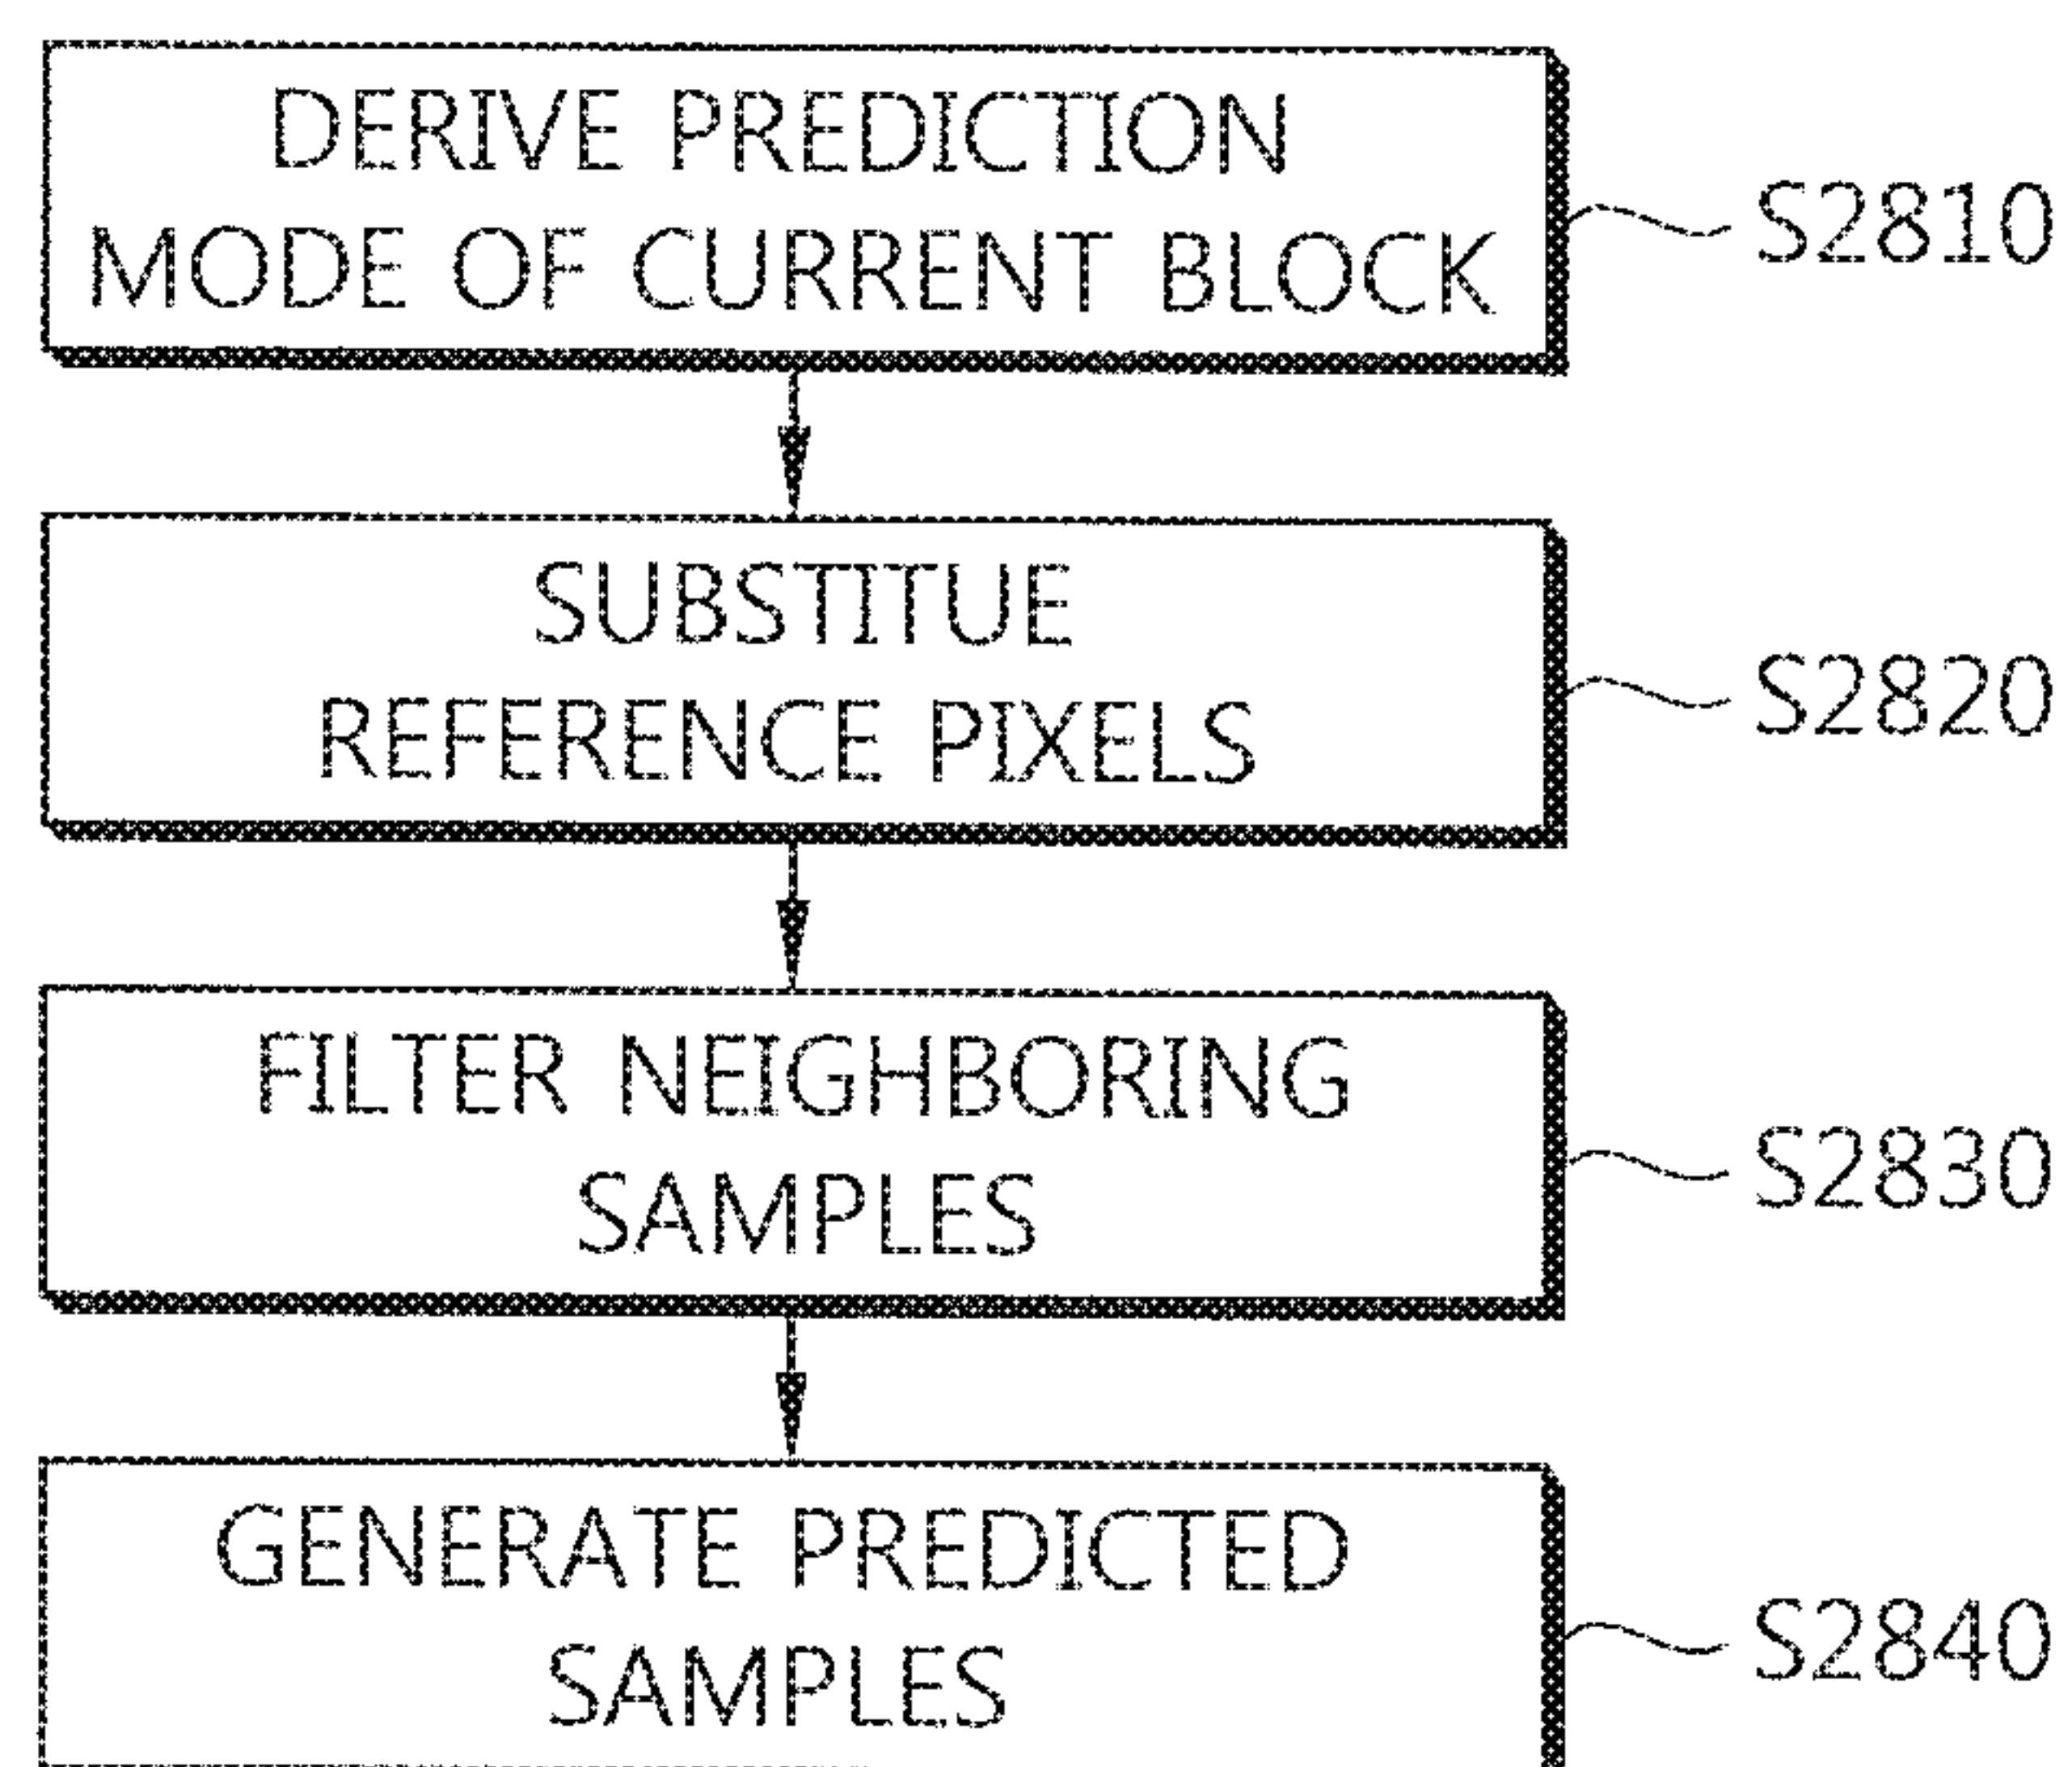 DERIVE PREDICTION
MODE OF CURRENT BLOCK
S2810
SUBSTITUE
REFERENCE PIXELS
S2820
FILTER NEIGHBORING
SAMPLES
S2830
GENERATE PREDICTED
SAMPLES
S2840